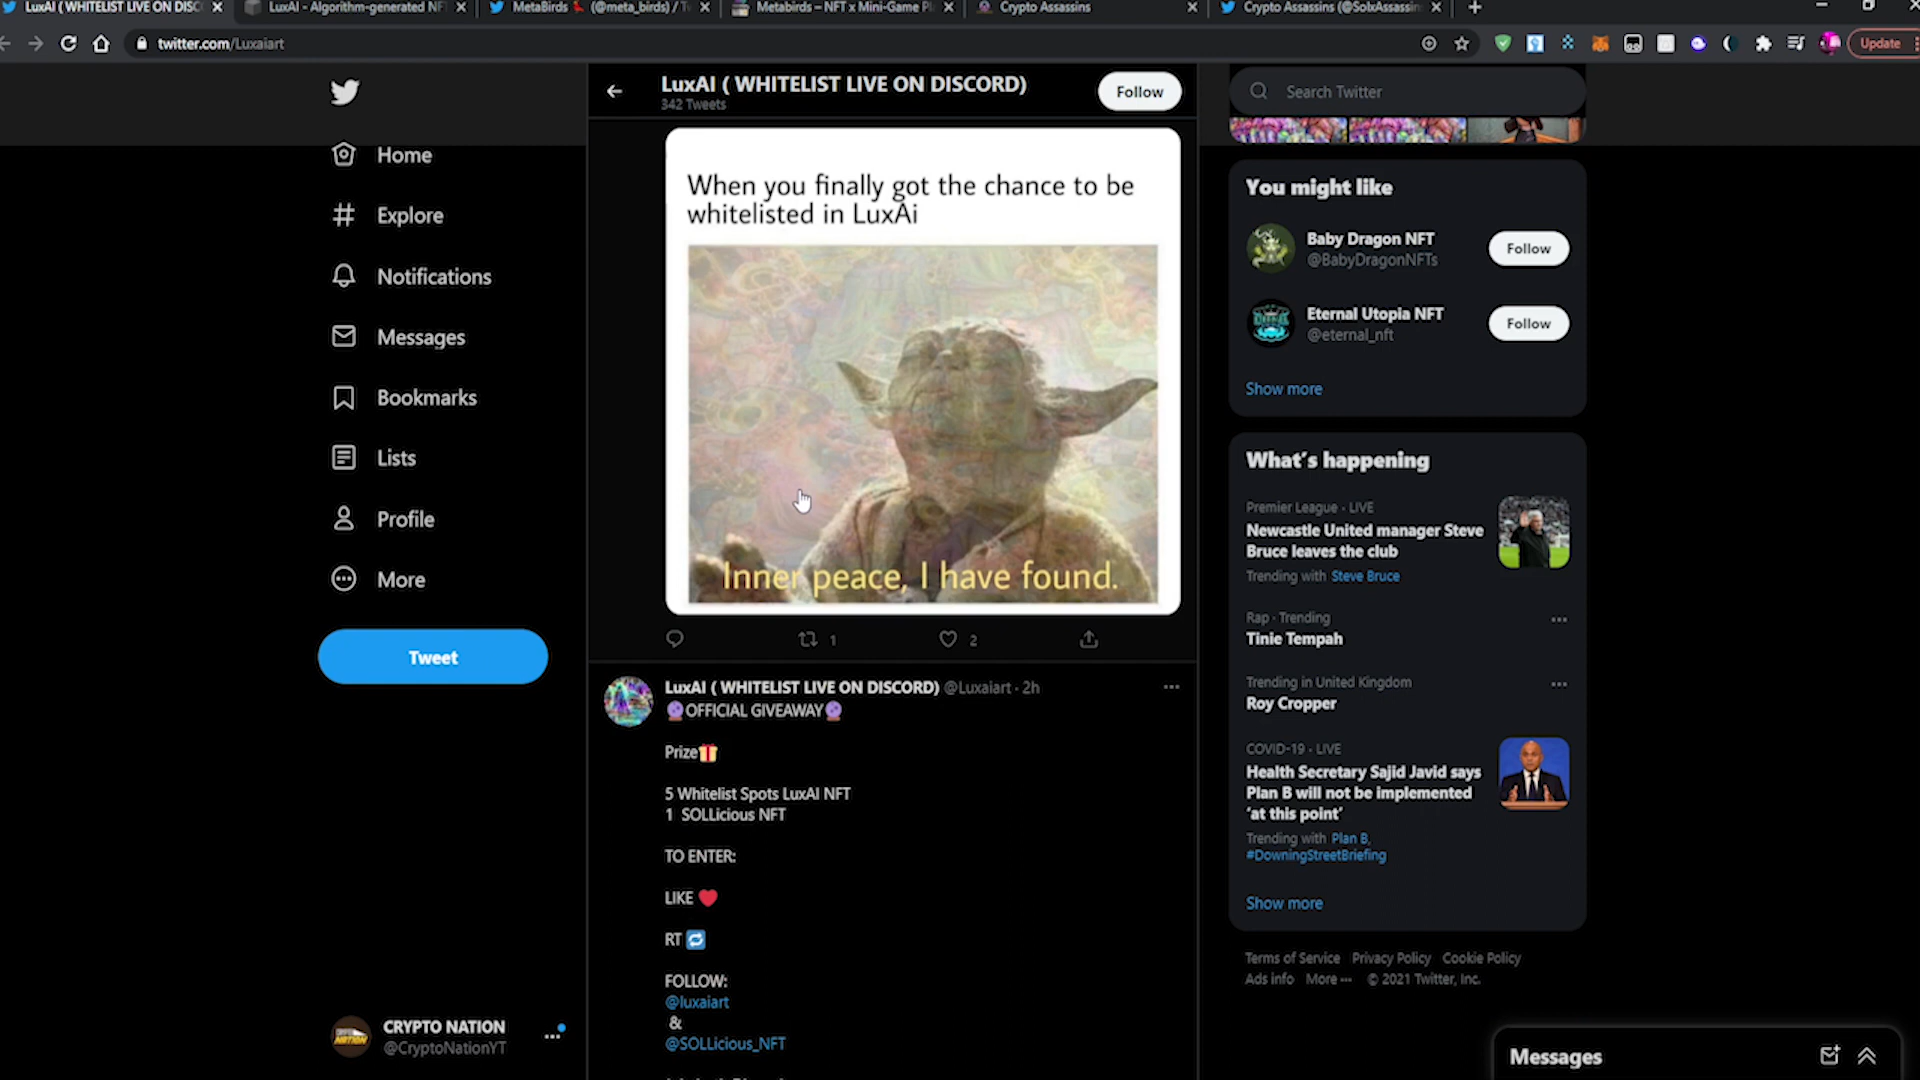 LuxAI ( WHITELIST LIVE ON DISC
LuxAI - Algorithm-generated NF
MetaBirds (@meta_birds) / T
Metabirds – NFT x Mini-Game Pl
Crypto Assassins
Crypto Assassins (@SolxAssassin
twitter.com/Luxaiart
Update
LuxAI ( WHITELIST LIVE ON DISCORD)
342 Tweets
Follow
Search Twitter
Home
Explore
Notifications
Messages
Bookmarks
Lists
Profile
More
Tweet
CRYPTO NATION
@CryptoNationYT
When you finally got the chance to be
whitelisted in LuxAi
Inner peace, I have found.
1
2
LuxAI ( WHITELIST LIVE ON DISCORD) @Luxaiart · 2h
🔮OFFICIAL GIVEAWAY🔮
Prize🎁
5 Whitelist Spots LuxAI NFT
1 SOLLicious NFT
TO ENTER:
LIKE ❤️
RT 🔁
FOLLOW:
@luxaiart
&
@SOLLicious_NFT
You might like
Baby Dragon NFT
@BabyDragonNFTs
Follow
Eternal Utopia NFT
@eternal_nft
Follow
Show more
What's happening
Premier League · LIVE
Newcastle United manager Steve
Bruce leaves the club
Trending with Steve Bruce
Rap · Trending
Tinie Tempah
Trending in United Kingdom
Roy Cropper
COVID-19 · LIVE
Health Secretary Sajid Javid says
Plan B will not be implemented
'at this point'
Trending with Plan B,
#DowningStreetBriefing
Show more
Terms of Service Privacy Policy Cookie Policy
Ads info More ··· © 2021 Twitter, Inc.
Messages